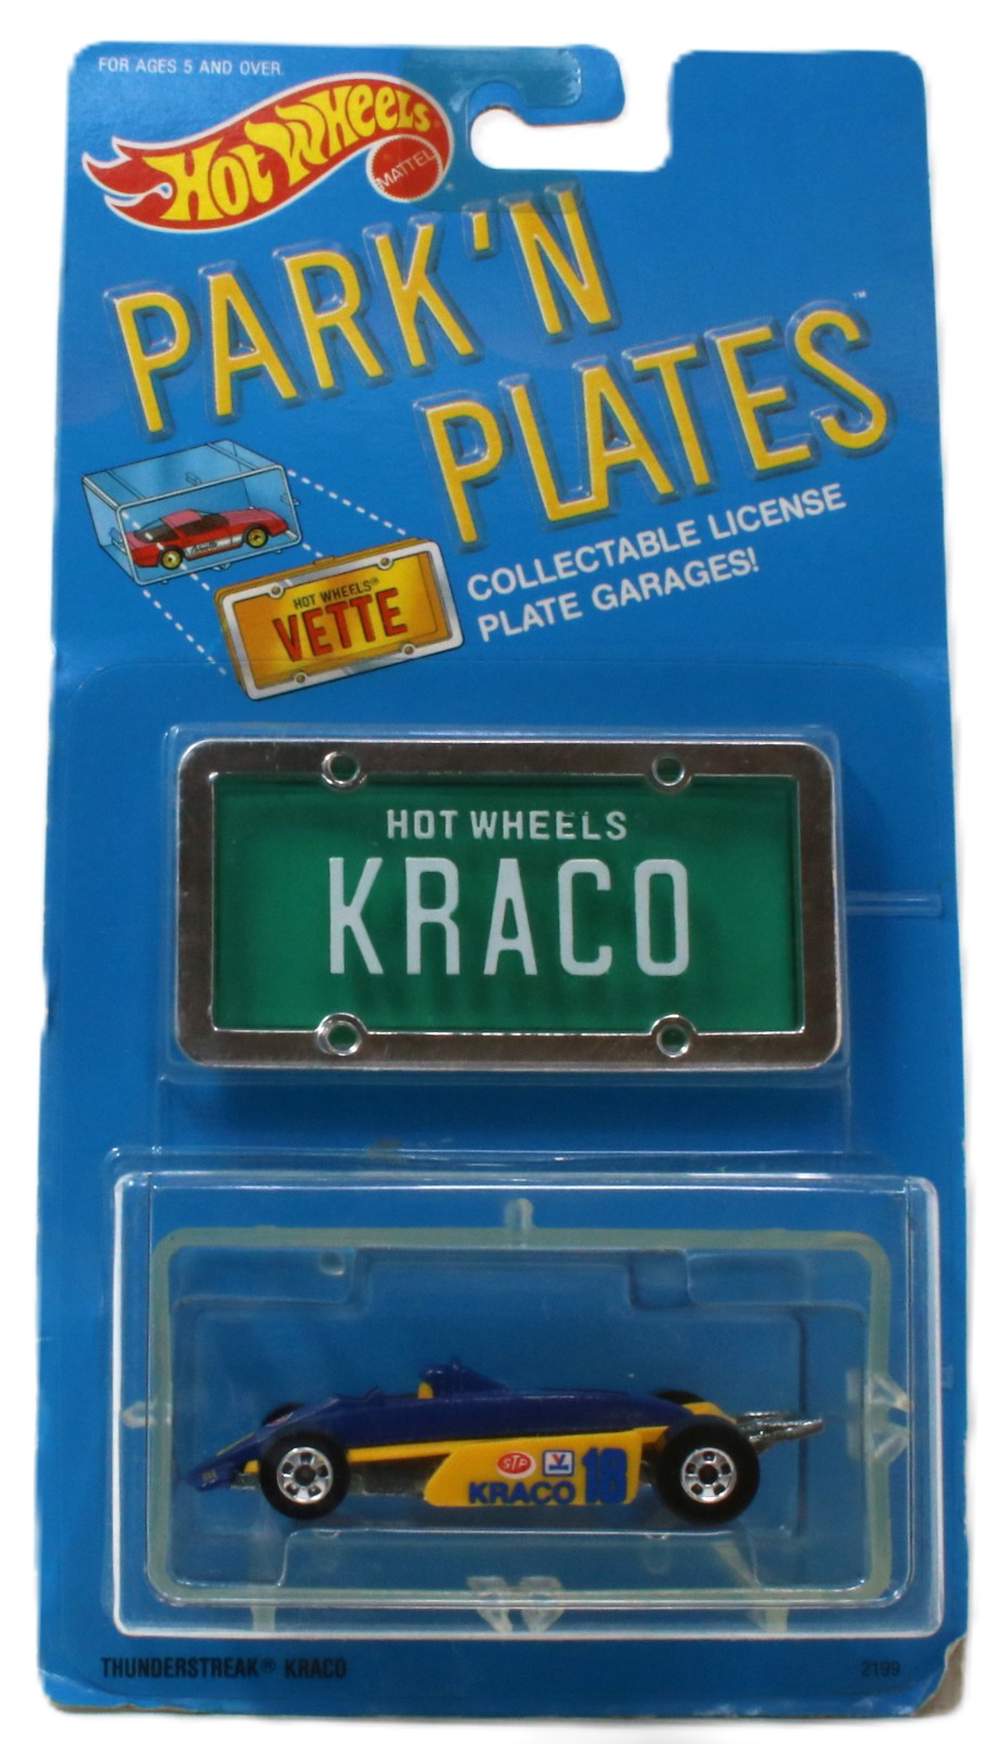 FOR AGES 5 AND OVER
HOT WHEELS
MATTEL
PARK 'N
PLATES™
COLLECTABLE LICENSE
PLATE GARAGES!
HOT WHEELS®
VETTE
HOT WHEELS
KRACO
STP
V
KRACO 18
THUNDERSTREAK® KRACO
2199